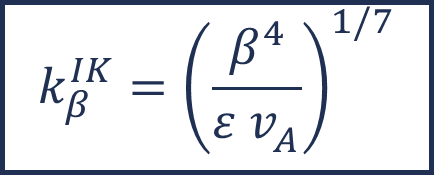 k_β^{IK} = (β^4 / ε v_A)^{1/7}